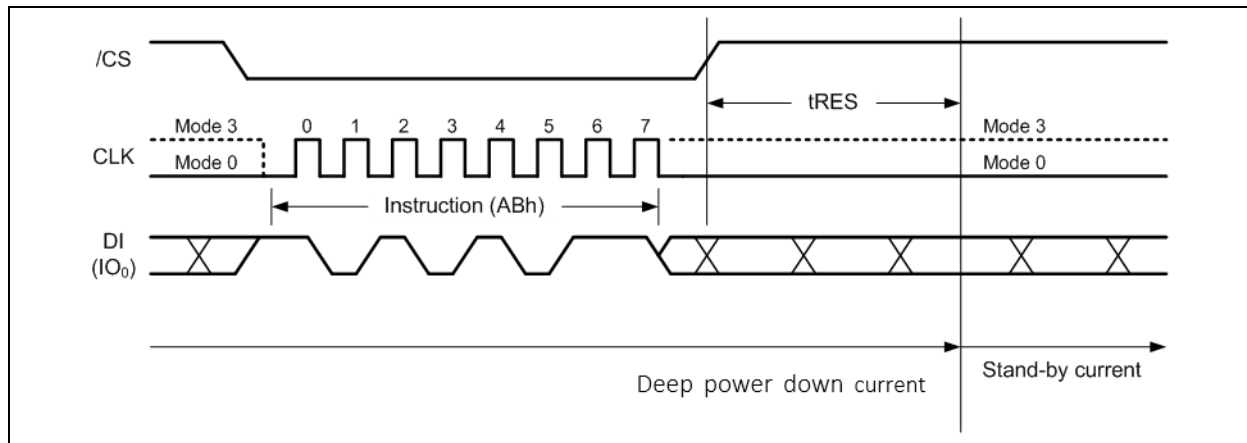 /CS
tRES
Mode 3 0 1 2 3 4 5 6 7 Mode 3
CLK
Mode 0 Mode 0
Instruction (ABh)
DI
(IO₀)
Deep power down current Stand-by current